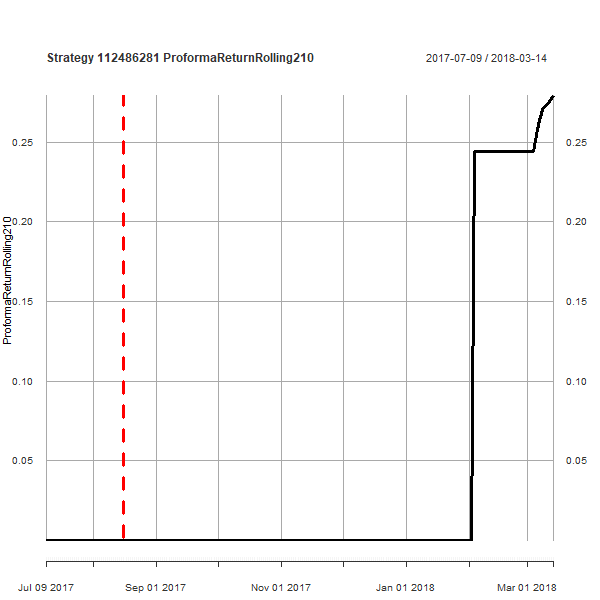 Strategy 112486281 ProformaReturnRolling210
2017-07-09 / 2018-03-14
ProformaReturnRolling210
0.25
0.20
0.15
0.10
0.05
0.25
0.20
0.15
0.10
0.05
Jul 09 2017 Sep 01 2017 Nov 01 2017 Jan 01 2018 Mar 01 2018